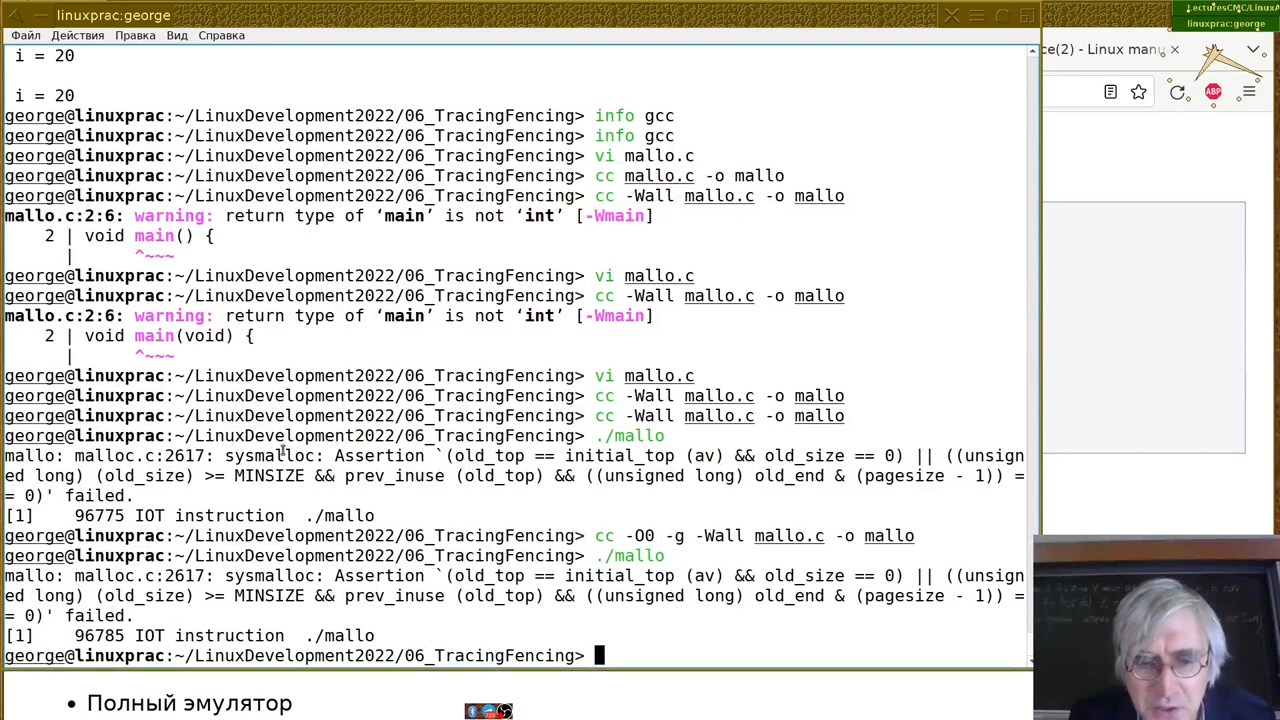 linuxprac:george
LecturesCMC/LinuxA
linuxprac:george
Файл Действия Правка Вид Справка
ce(2) - Linux manu
ABP
i = 20
i = 20
george@linuxprac:~/LinuxDevelopment2022/06_TracingFencing> info gcc
george@linuxprac:~/LinuxDevelopment2022/06_TracingFencing> info gcc
george@linuxprac:~/LinuxDevelopment2022/06_TracingFencing> vi mallo.c
george@linuxprac:~/LinuxDevelopment2022/06_TracingFencing> cc mallo.c -o mallo
george@linuxprac:~/LinuxDevelopment2022/06_TracingFencing> cc -Wall mallo.c -o mallo
mallo.c:2:6: warning: return type of ‘main’ is not ‘int’ [-Wmain]
2 | void main() {
| ^~~~
george@linuxprac:~/LinuxDevelopment2022/06_TracingFencing> vi mallo.c
george@linuxprac:~/LinuxDevelopment2022/06_TracingFencing> cc -Wall mallo.c -o mallo
mallo.c:2:6: warning: return type of ‘main’ is not ‘int’ [-Wmain]
2 | void main(void) {
| ^~~~
george@linuxprac:~/LinuxDevelopment2022/06_TracingFencing> vi mallo.c
george@linuxprac:~/LinuxDevelopment2022/06_TracingFencing> cc -Wall mallo.c -o mallo
george@linuxprac:~/LinuxDevelopment2022/06_TracingFencing> cc -Wall mallo.c -o mallo
george@linuxprac:~/LinuxDevelopment2022/06_TracingFencing> ./mallo
mallo: malloc.c:2617: sysmalloc: Assertion `(old_top == initial_top (av) && old_size == 0) || ((unsign
ed long) (old_size) >= MINSIZE && prev_inuse (old_top) && ((unsigned long) old_end & (pagesize - 1)) =
= 0)' failed.
[1] 96775 IOT instruction ./mallo
george@linuxprac:~/LinuxDevelopment2022/06_TracingFencing> cc -O0 -g -Wall mallo.c -o mallo
george@linuxprac:~/LinuxDevelopment2022/06_TracingFencing> ./mallo
mallo: malloc.c:2617: sysmalloc: Assertion `(old_top == initial_top (av) && old_size == 0) || ((unsign
ed long) (old_size) >= MINSIZE && prev_inuse (old_top) && ((unsigned long) old_end & (pagesize - 1)) =
= 0)' failed.
[1] 96785 IOT instruction ./mallo
george@linuxprac:~/LinuxDevelopment2022/06_TracingFencing>
• Полный эмулятор